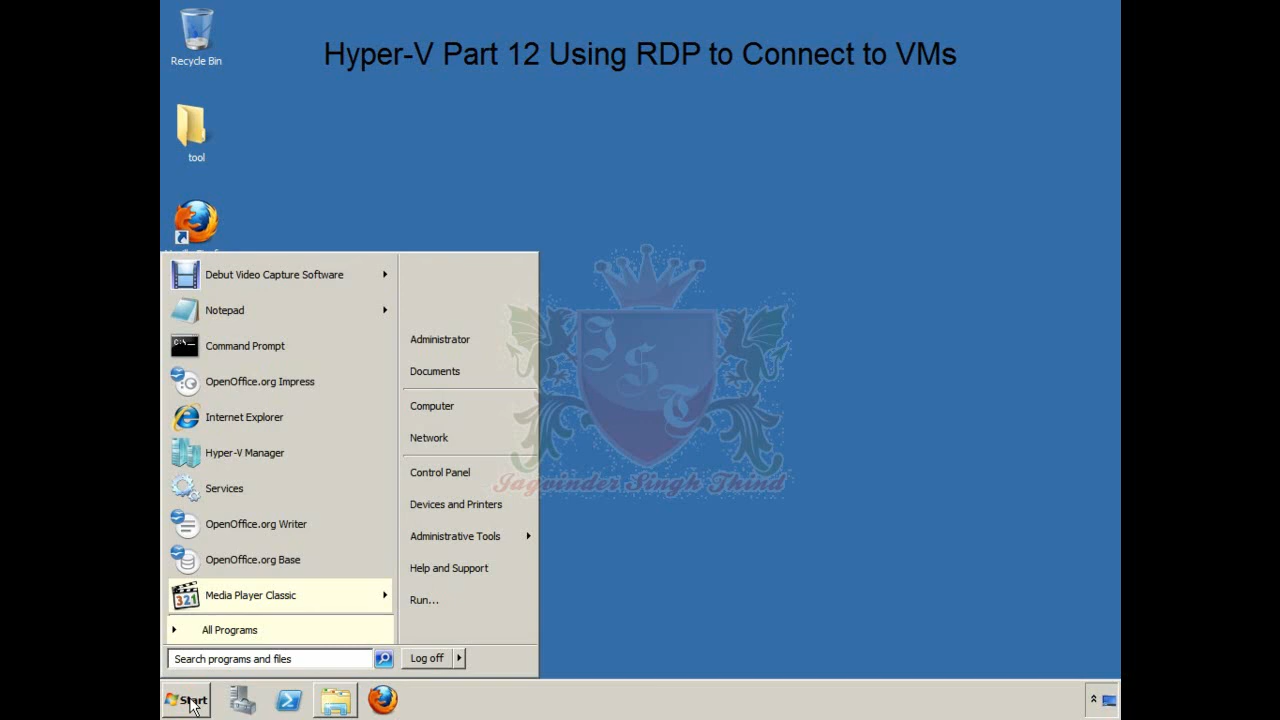 Recycle Bin
Hyper-V Part 12 Using RDP to Connect to VMs
tool
Debut Video Capture Software
Notepad
Command Prompt
OpenOffice.org Impress
Internet Explorer
Hyper-V Manager
Services
OpenOffice.org Writer
OpenOffice.org Base
Media Player Classic
All Programs
Search programs and files
Administrator
Documents
Computer
Network
Control Panel
Devices and Printers
Administrative Tools
Help and Support
Run...
Log off
JST
Jagvinder Singh Thind
Start